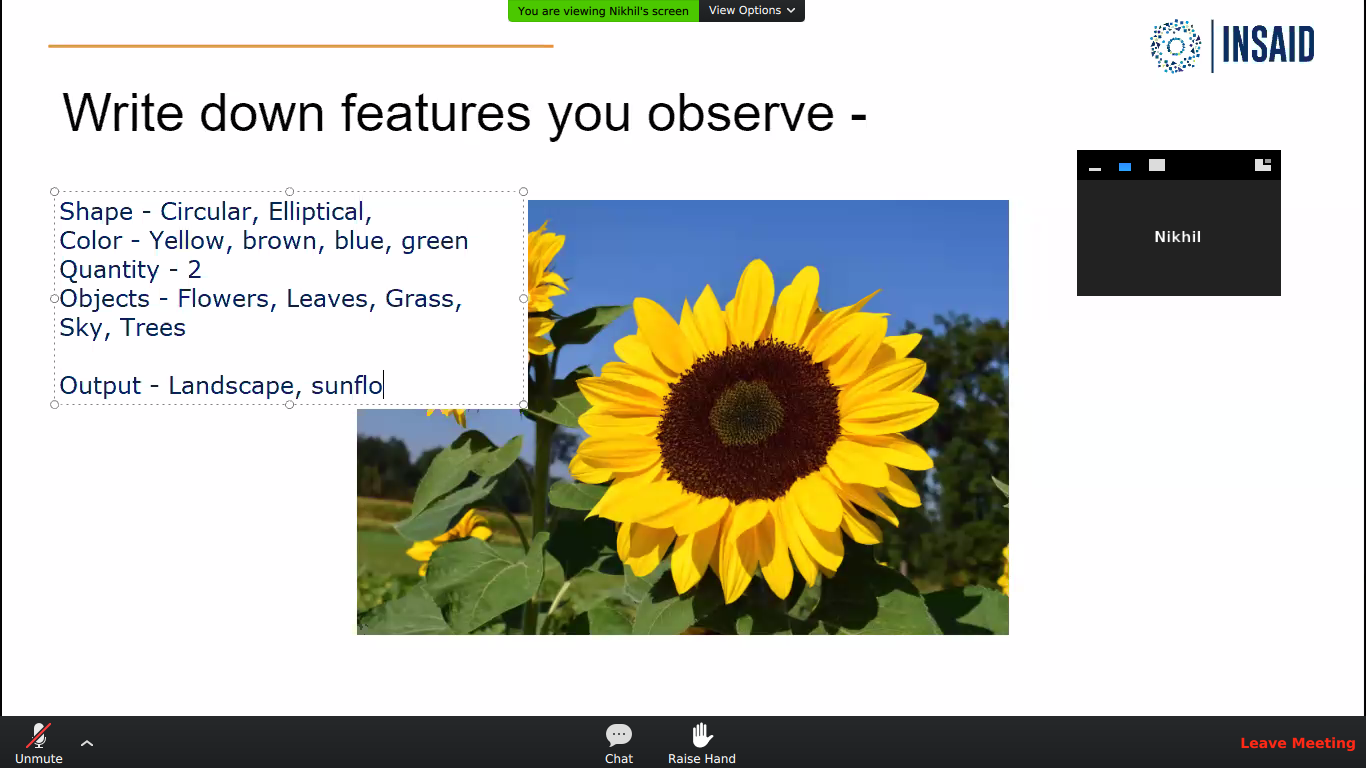 You are viewing Nikhil's screen
View Options
INSAID
Write down features you observe -
Shape - Circular, Elliptical,
Color - Yellow, brown, blue, green
Quantity - 2
Objects - Flowers, Leaves, Grass,
Sky, Trees
Output - Landscape, sunflo
Nikhil
Unmute
Chat
Raise Hand
Leave Meeting